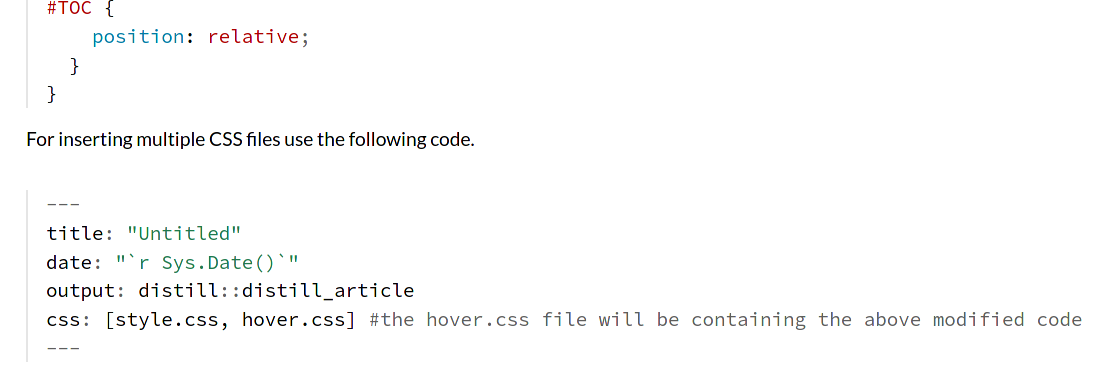 #TOC {
    position: relative;
  }
}
For inserting multiple CSS files use the following code.
---
title: "Untitled"
date: "`r Sys.Date()`"
output: distill::distill_article
css: [style.css, hover.css] #the hover.css file will be containing the above modified code
---